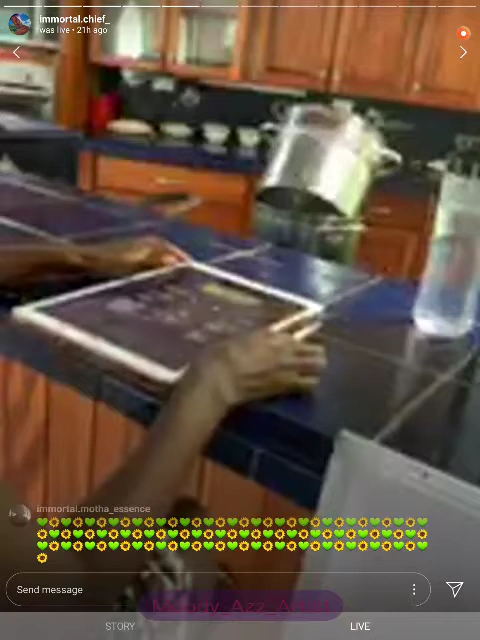 immortal.chief_
was live • 21h ago
immortal.motha_essence
💚🌻💚🌻💚🌻💚🌻💚🌻💚🌻💚🌻💚🌻💚🌻💚🌻💚🌻💚🌻💚🌻💚🌻💚🌻💚🌻💚
🌻💚🌻💚🌻💚🌻💚🌻💚🌻💚🌻💚🌻💚🌻💚🌻💚🌻💚🌻💚🌻💚🌻💚🌻💚🌻💚🌻
💚🌻💚🌻💚🌻💚🌻💚🌻💚🌻💚🌻💚🌻💚🌻💚🌻💚🌻💚🌻💚🌻💚🌻💚🌻💚🌻💚
🌻
Send message
STORY
LIVE